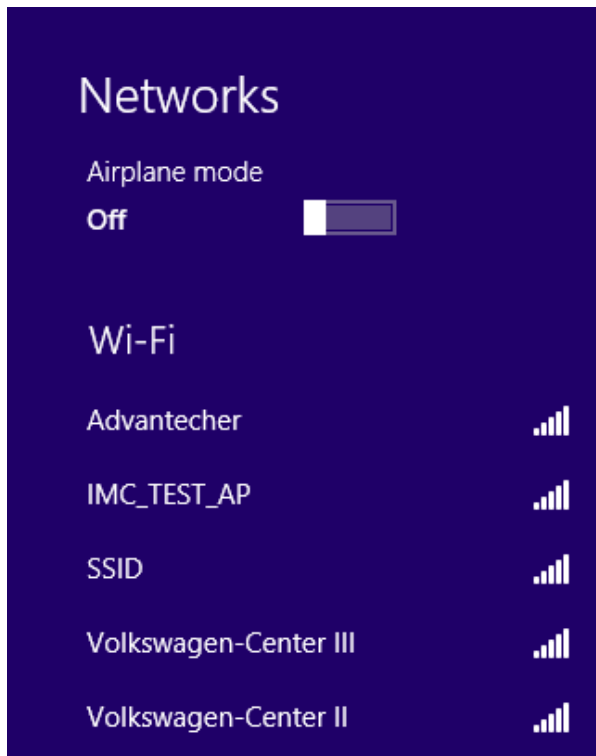 Networks
Airplane mode
Off
Wi-Fi
Advantecher
IMC_TEST_AP
SSID
Volkswagen-Center III
Volkswagen-Center II